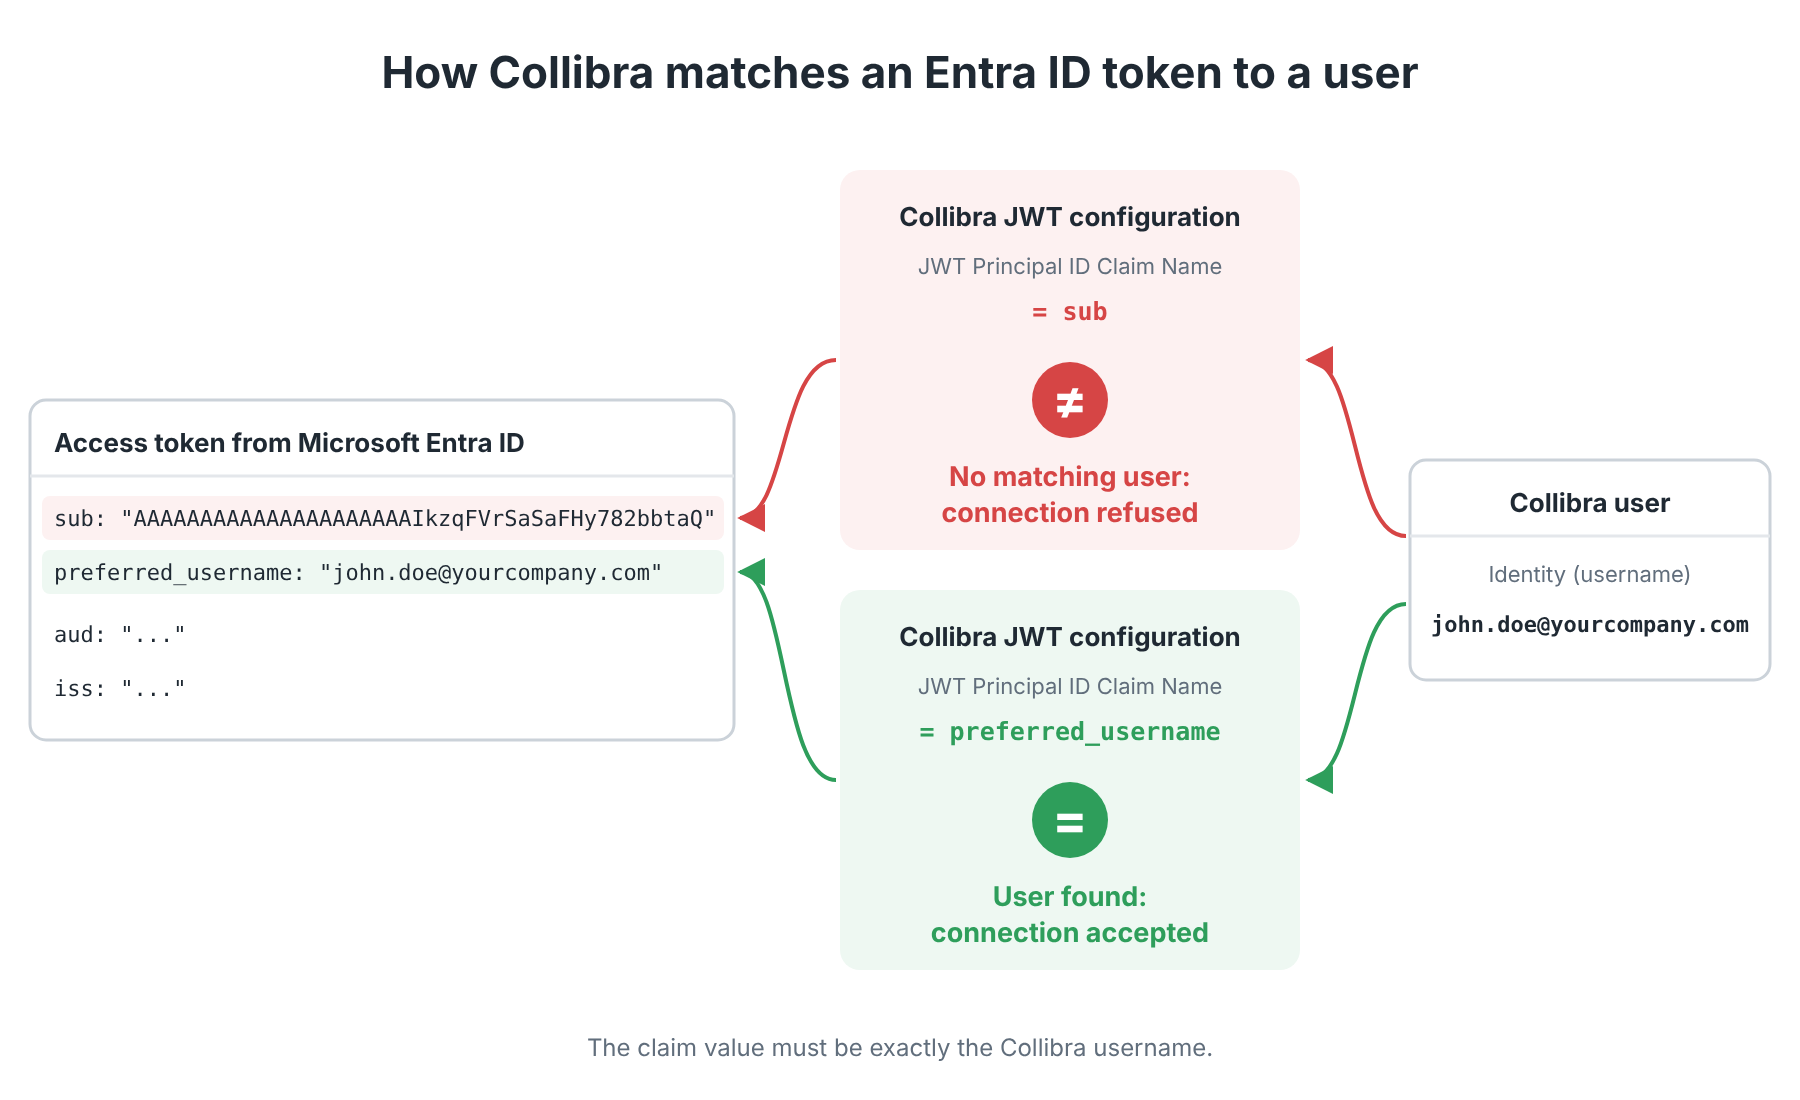 How Collibra matches an Entra ID token to a user
Access token from Microsoft Entra ID
sub: "AAAAAAAAAAAAAAAAAAAAAIkzqFVrSaSaFHy782bbtaQ"
preferred_username: "john.doe@yourcompany.com"
aud: "..."
iss: "..."
Collibra JWT configuration
JWT Principal ID Claim Name
= sub
≠
No matching user:
connection refused
Collibra JWT configuration
JWT Principal ID Claim Name
= preferred_username
=
User found:
connection accepted
Collibra user
Identity (username)
john.doe@yourcompany.com
The claim value must be exactly the Collibra username.